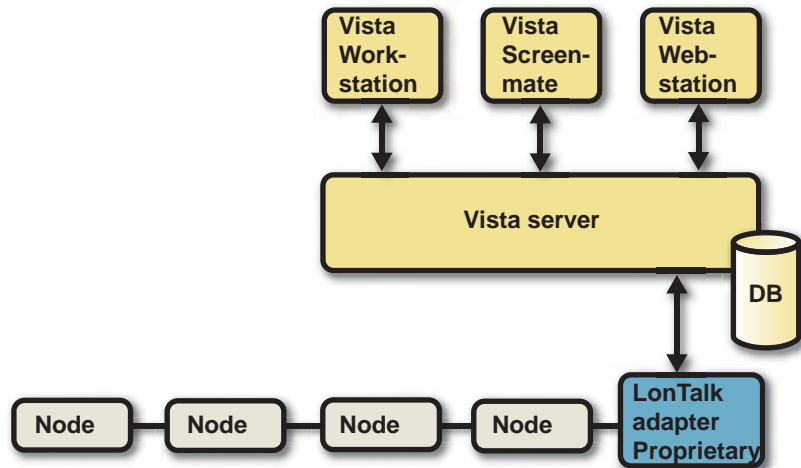 Vista
Work-
station
Vista
Screen-
mate
Vista
Web-
station
Vista server
DB
Node
Node
Node
Node
LonTalk
adapter
Proprietary